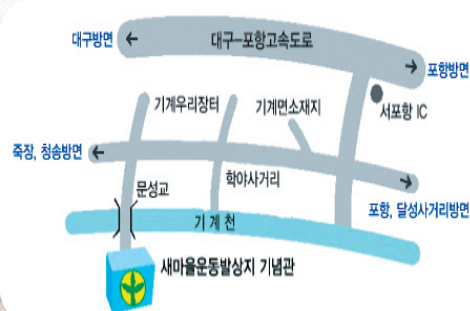 대구방면
대구-포항고속도로
포항방면
기계우리장터
기계면소재지
서포항 IC
죽장, 청송방면
문성교
학야사거리
포항, 달성사거리방면
기계천
새마을운동발상지 기념관